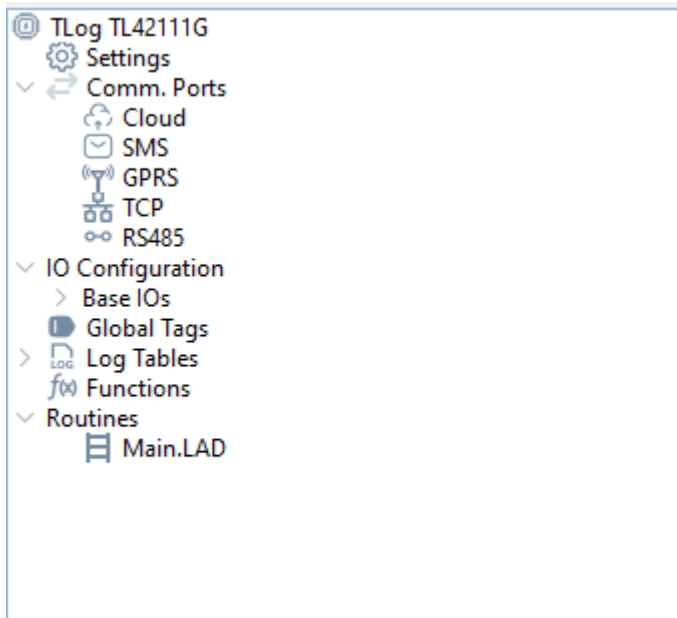 TLog TL42111G
Settings
Comm. Ports
Cloud
SMS
GPRS
TCP
RS485
IO Configuration
Base IOs
Global Tags
LOG Log Tables
f(x) Functions
Routines
Main.LAD